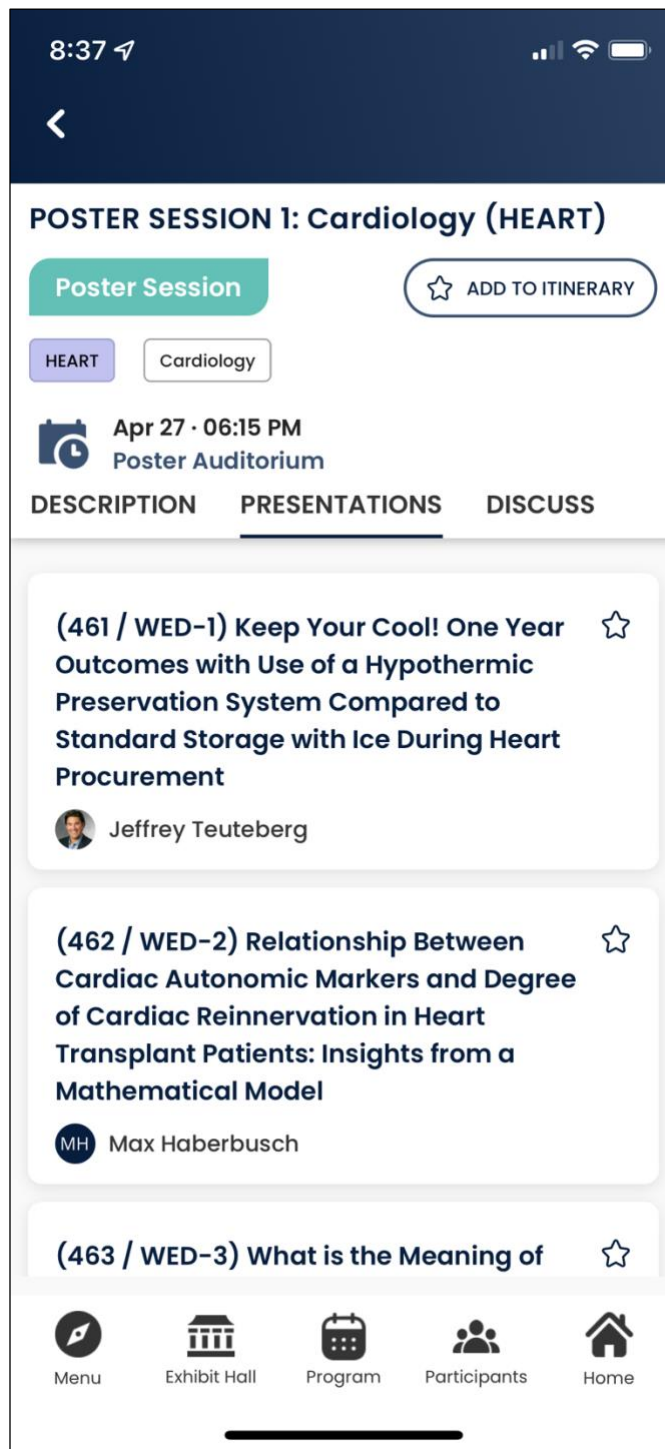 8:37
POSTER SESSION 1: Cardiology (HEART)
Poster Session
ADD TO ITINERARY
HEART
Cardiology
Apr 27 · 06:15 PM
Poster Auditorium
DESCRIPTION
PRESENTATIONS
DISCUSS
(461 / WED-1) Keep Your Cool! One Year
Outcomes with Use of a Hypothermic
Preservation System Compared to
Standard Storage with Ice During Heart
Procurement
Jeffrey Teuteberg
(462 / WED-2) Relationship Between
Cardiac Autonomic Markers and Degree
of Cardiac Reinnervation in Heart
Transplant Patients: Insights from a
Mathematical Model
MH
Max Haberbusch
(463 / WED-3) What is the Meaning of
Menu
Exhibit Hall
Program
Participants
Home